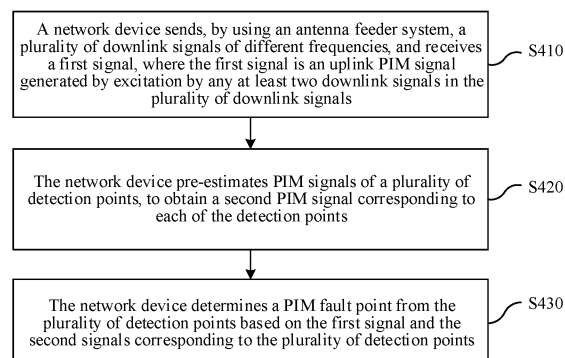 A network device sends, by using an antenna feeder system, a
plurality of downlink signals of different frequencies, and receives
a first signal, where the first signal is an uplink PIM signal
generated by excitation by any at least two downlink signals in the
plurality of downlink signals
S410
The network device pre-estimates PIM signals of a plurality of
detection points, to obtain a second PIM signal corresponding to
each of the detection points
S420
The network device determines a PIM fault point from the
plurality of detection points based on the first signal and the
second signals corresponding to the plurality of detection points
S430